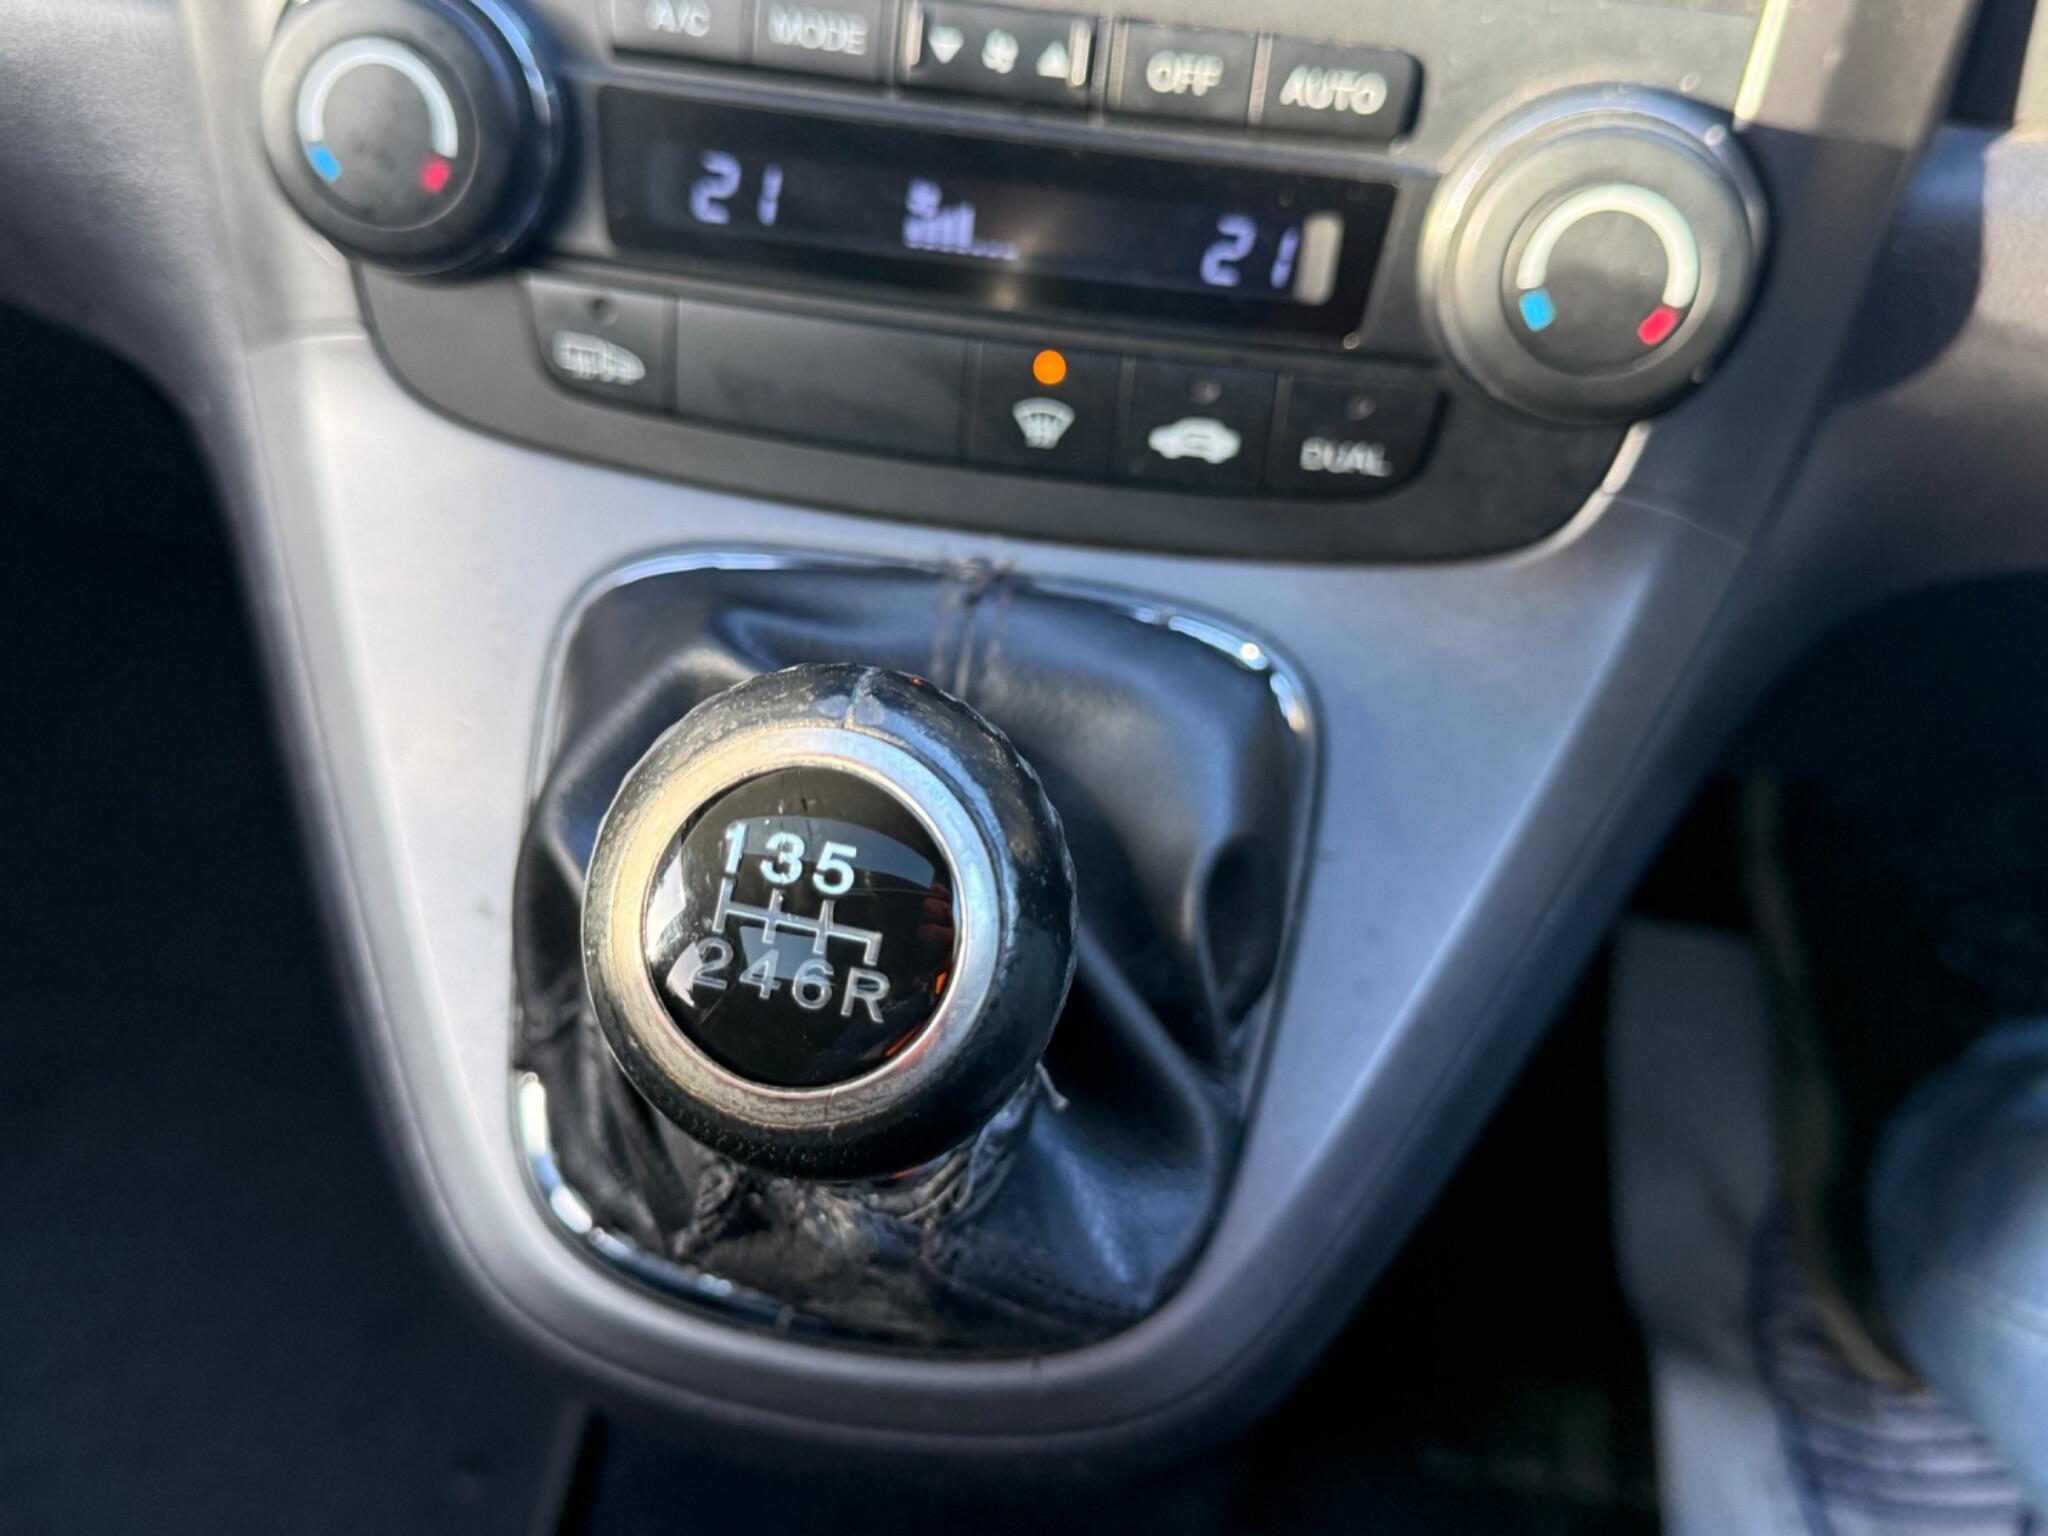 A/C MODE OFF AUTO
21 21
DUAL
135
246R